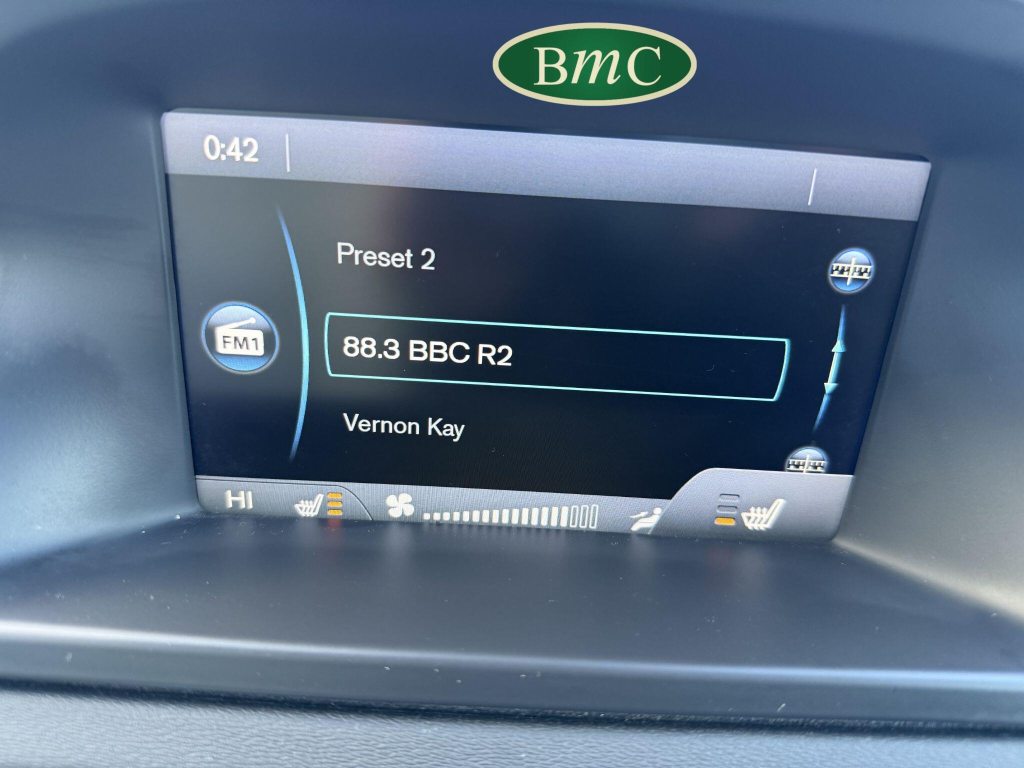 BmC
0:42
Preset 2
FM1
88.3 BBC R2
Vernon Kay
HI